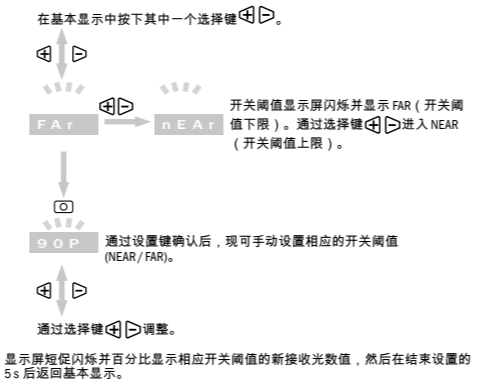 在基本显示中按下其中一个选择键。
FAr
nEAr
开关阈值显示屏闪烁并显示 FAR（开关阈
值下限）。通过选择键进入 NEAR
（开关阈值上限）。
90P
通过设置键确认后，现可手动设置相应的开关阈值
(NEAR / FAR)。
通过选择键调整。
显示屏短促闪烁并百分比显示相应开关阈值的新接收光数值，然后在结束设置的
5 s 后返回基本显示。